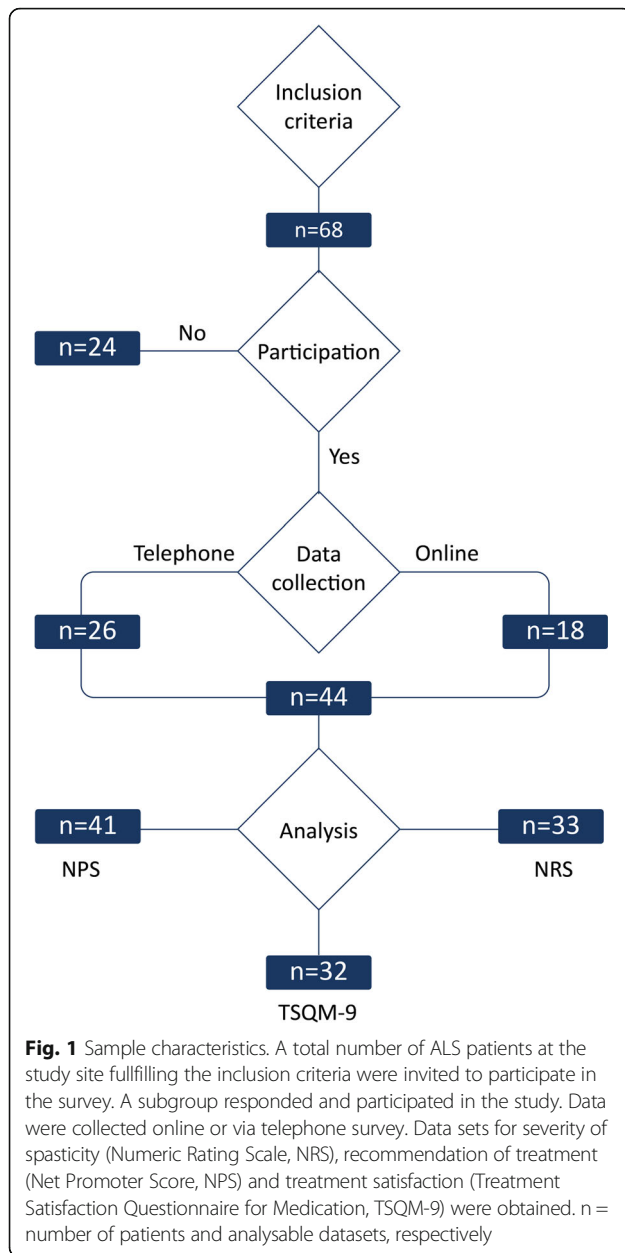 Inclusion
criteria
n=68
No
n=24
Participation
Yes
Telephone
Data
collection
Online
n=26
n=18
n=44
n=41
Analysis
n=33
NPS
NRS
n=32
TSQM-9
Fig. 1 Sample characteristics. A total number of ALS patients at the
study site fullfilling the inclusion criteria were invited to participate in
the survey. A subgroup responded and participated in the study. Data
were collected online or via telephone survey. Data sets for severity of
spasticity (Numeric Rating Scale, NRS), recommendation of treatment
(Net Promoter Score, NPS) and treatment satisfaction (Treatment
Satisfaction Questionnaire for Medication, TSQM-9) were obtained. n =
number of patients and analysable datasets, respectively